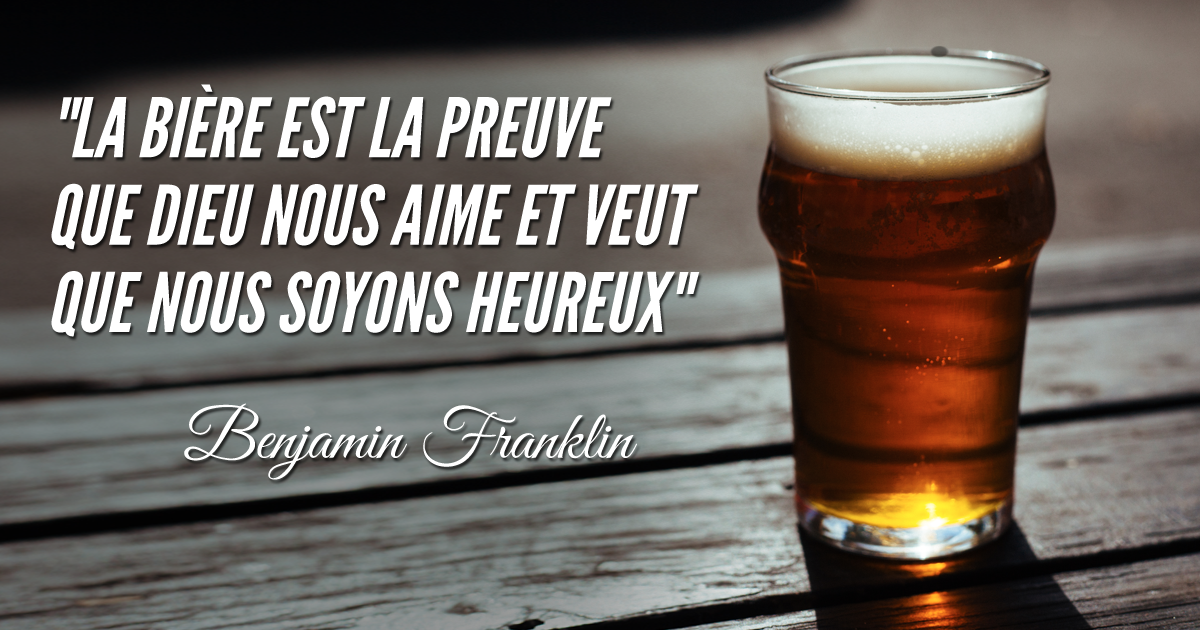 "LA BIÈRE EST LA PREUVE
QUE DIEU NOUS AIME ET VEUT
QUE NOUS SOYONS HEUREUX"
Benjamin Franklin